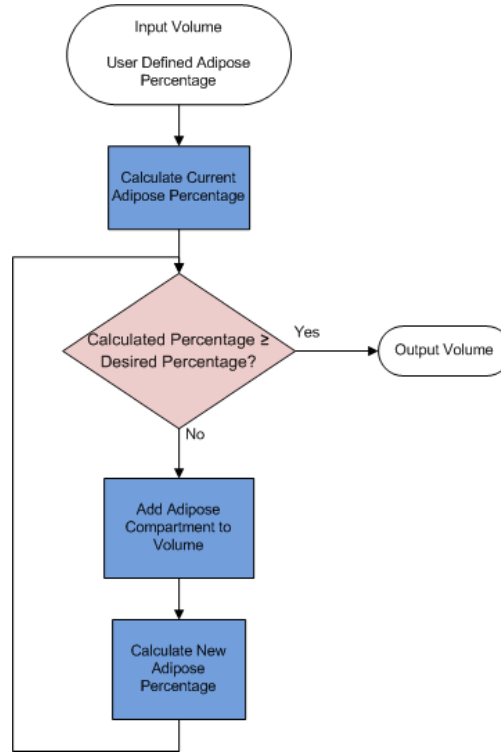 Input Volume
User Defined Adipose
Percentage
Calculate Current
Adipose Percentage
Calculated Percentage ≥
Desired Percentage?
Yes
Output Volume
No
Add Adipose
Compartment to
Volume
Calculate New
Adipose
Percentage